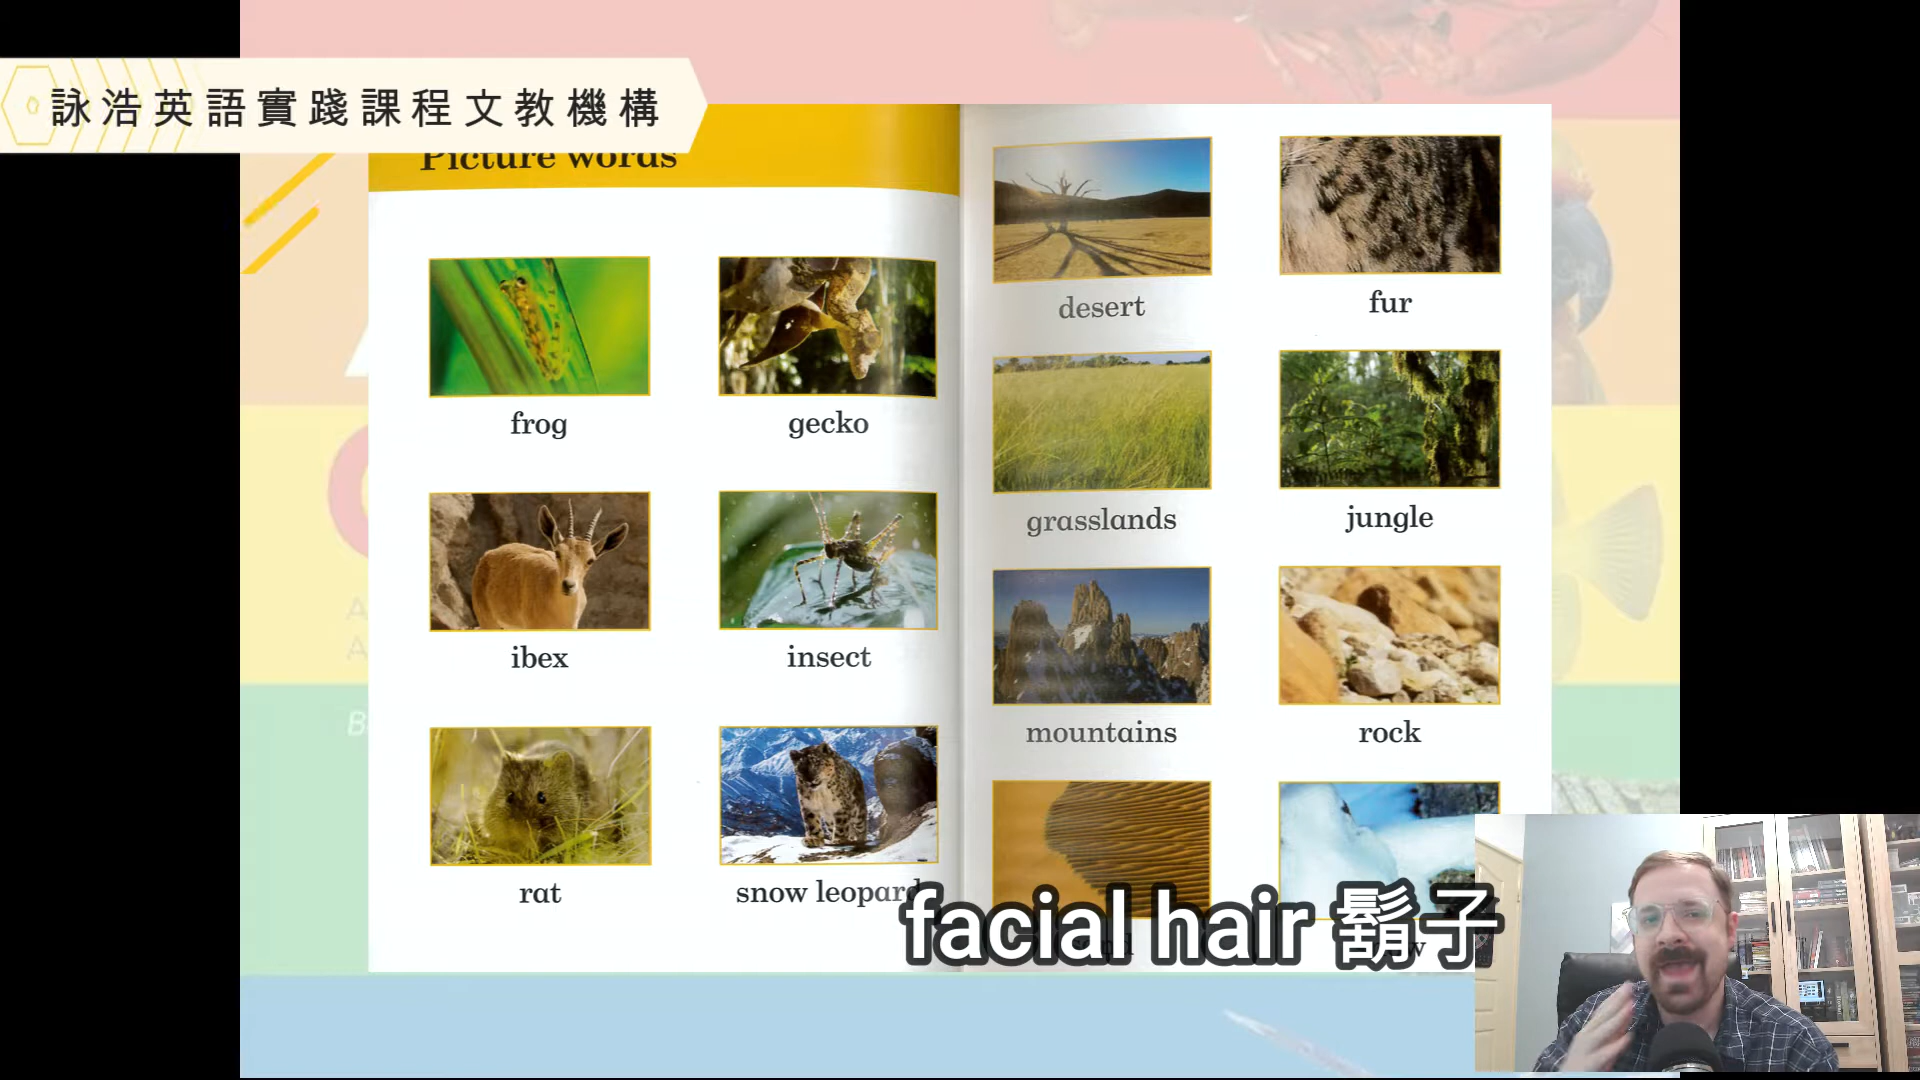 詠浩英語實踐課程文教機構
Picture words
frog
gecko
ibex
insect
rat
snow leopard
desert
fur
grasslands
jungle
mountains
rock
facial hair 鬍子